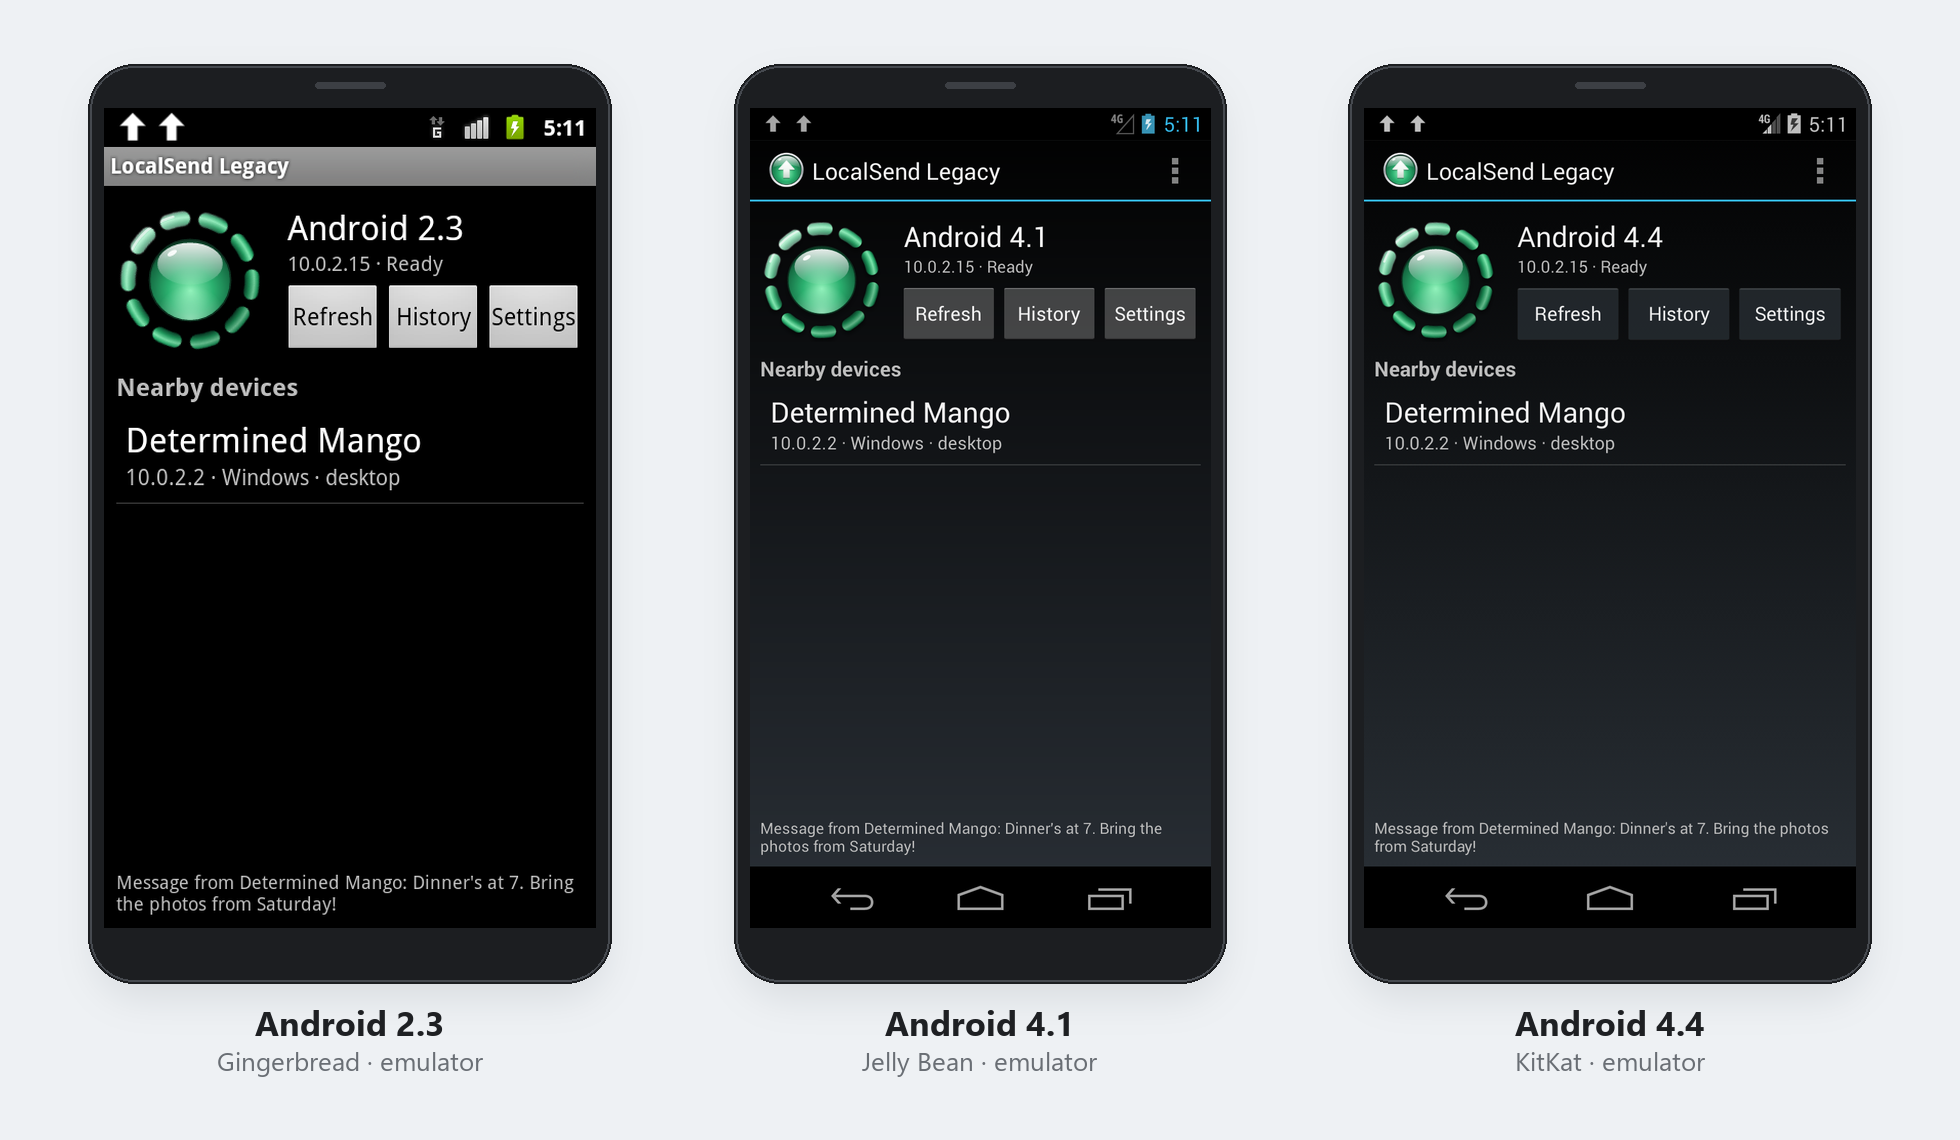 5:11
LocalSend Legacy
Android 2.3
10.0.2.15 · Ready
Refresh History Settings
Nearby devices
Determined Mango
10.0.2.2 · Windows · desktop
Message from Determined Mango: Dinner's at 7. Bring
the photos from Saturday!
Android 2.3
Gingerbread · emulator
4G 5:11
LocalSend Legacy
Android 4.1
10.0.2.15 · Ready
Refresh History Settings
Nearby devices
Determined Mango
10.0.2.2 · Windows · desktop
Message from Determined Mango: Dinner's at 7. Bring the
photos from Saturday!
Android 4.1
Jelly Bean · emulator
4G 5:11
LocalSend Legacy
Android 4.4
10.0.2.15 · Ready
Refresh History Settings
Nearby devices
Determined Mango
10.0.2.2 · Windows · desktop
Message from Determined Mango: Dinner's at 7. Bring the photos
from Saturday!
Android 4.4
KitKat · emulator